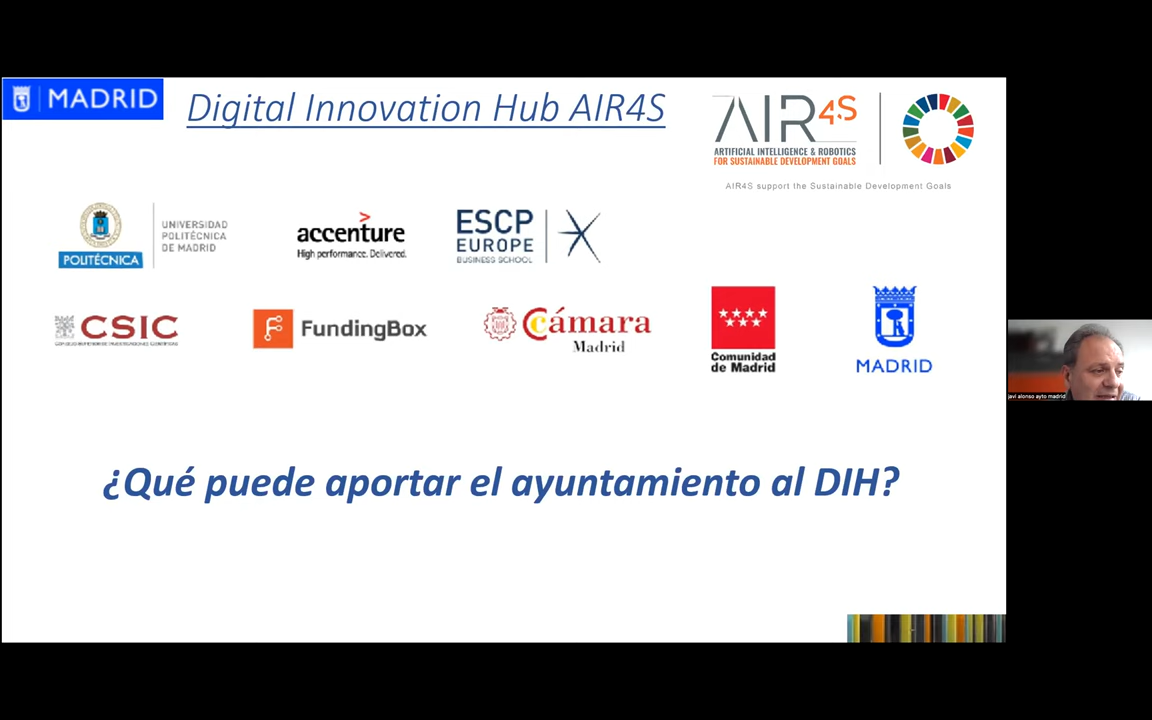 MADRID
Digital Innovation Hub AIR4S
AIR4S
ARTIFICIAL INTELLIGENCE & ROBOTICS
FOR SUSTAINABLE DEVELOPMENT GOALS
AIR4S support the Sustainable Development Goals
POLITÉCNICA
UNIVERSIDAD
POLITÉCNICA
DE MADRID
accenture
High performance. Delivered.
ESCP
EUROPE
BUSINESS SCHOOL
CSIC
FundingBox
Cámara
Madrid
Comunidad
de Madrid
MADRID
javi alonso ayto madrid
¿Qué puede aportar el ayuntamiento al DIH?